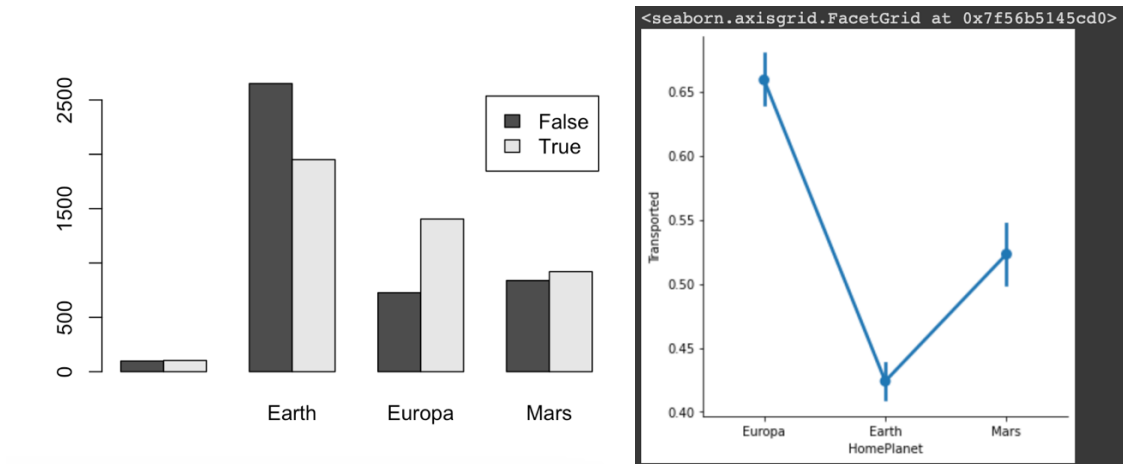 2500
1500
500
0
False
True
Earth Europa Mars
<seaborn.axisgrid.FacetGrid at 0x7f56b5145cd0>
0.65
0.60
0.55
0.50
0.45
0.40
Transported
Europa Earth Mars
HomePlanet